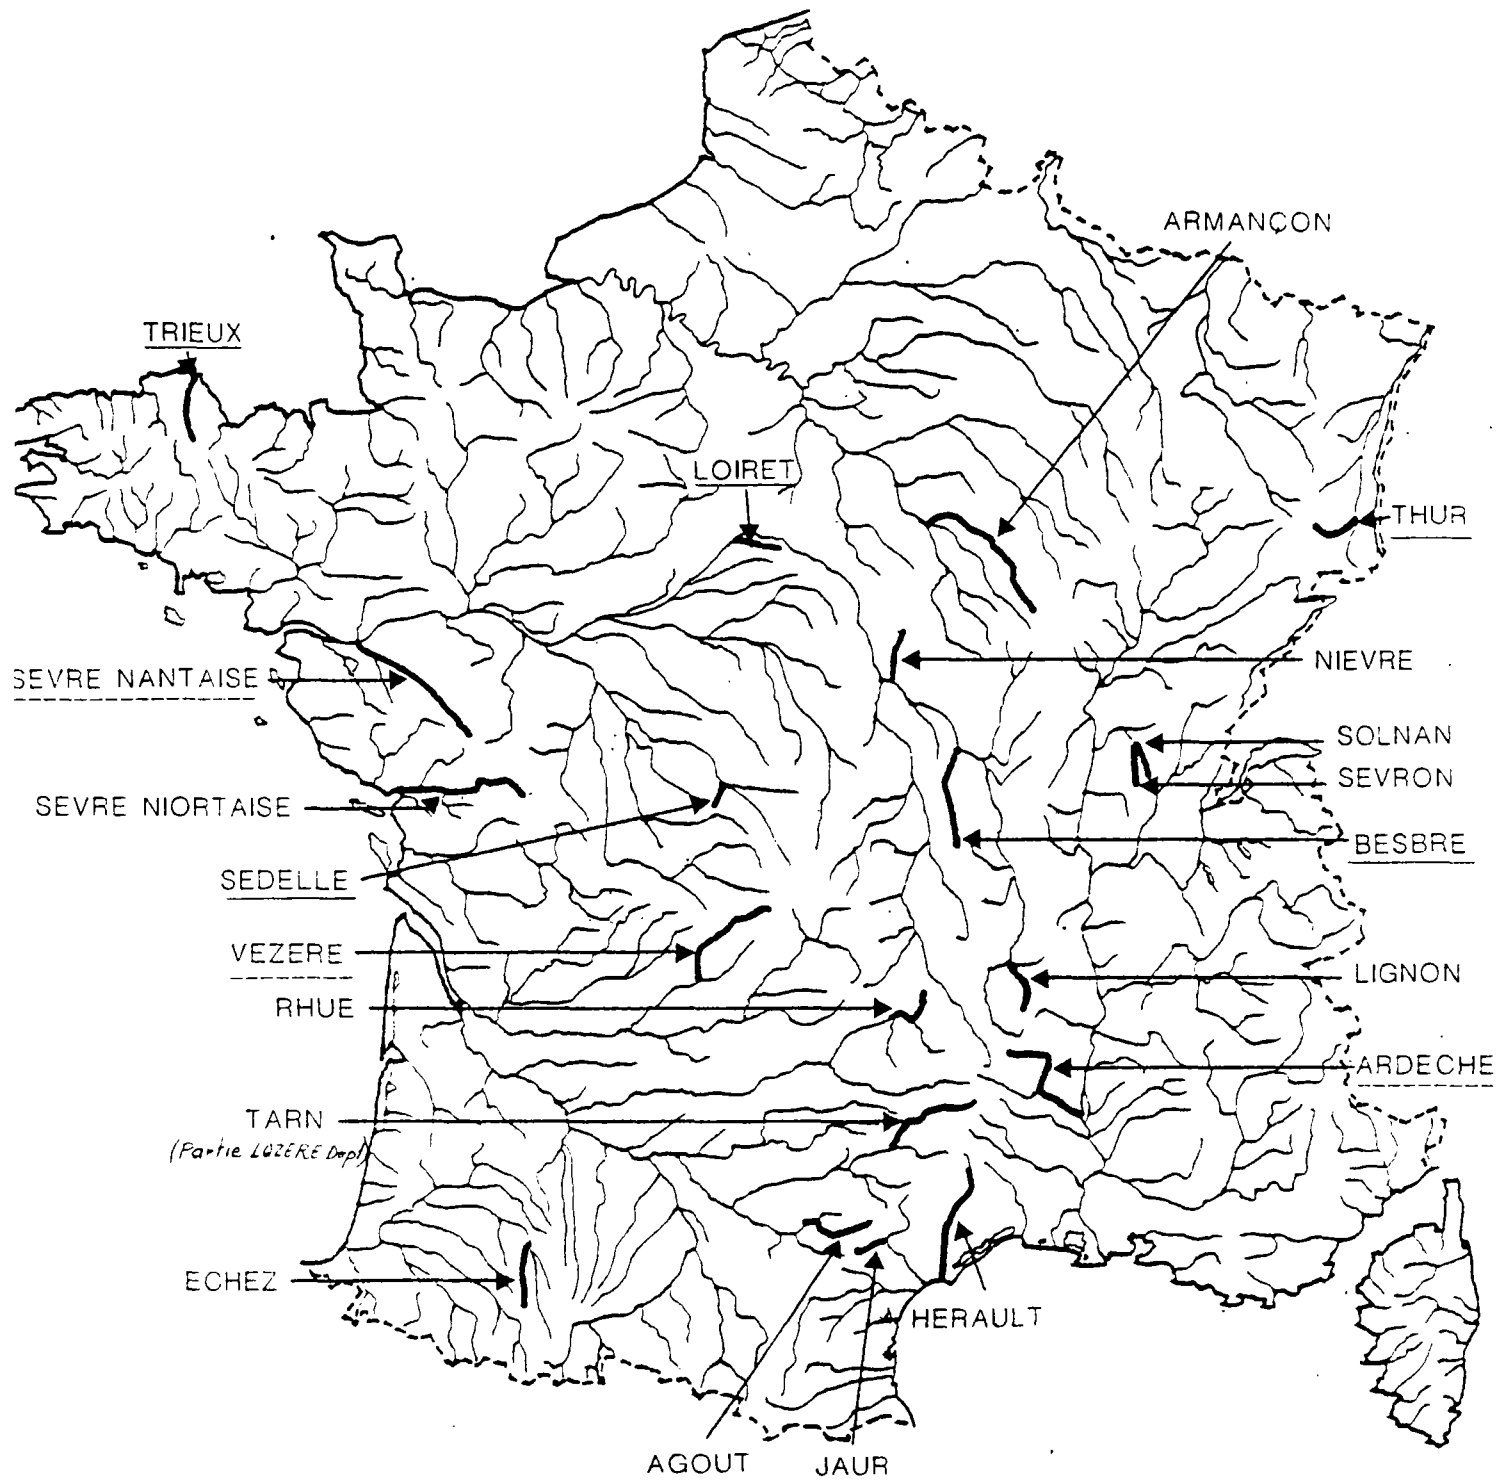 ARMANÇON
TRIEUX
LOIRET
THUR
SEVRE NANTAISE
NIEVRE
SOLNAN
SEVRON
SEVRE NIORTAISE
BESBRE
SEDELLE
VEZERE
LIGNON
RHUE
ARDECHE
TARN
(Partie LOZERE Dept)
ECHEZ
HERAULT
AGOUT
JAUR